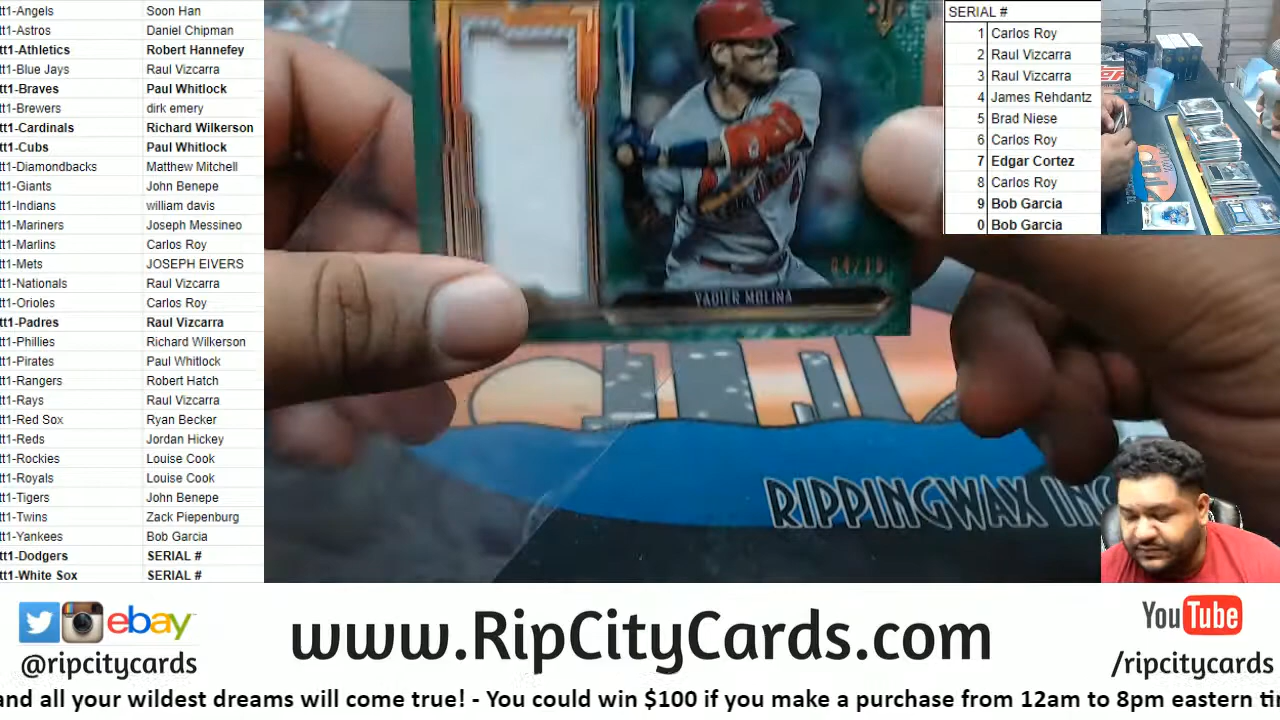 tt1-Angels Soon Han
tt1-Astros Daniel Chipman
tt1-Athletics Robert Hannefey
tt1-Blue Jays Raul Vizcarra
tt1-Braves Paul Whitlock
tt1-Brewers dirk emery
tt1-Cardinals Richard Wilkerson
tt1-Cubs Paul Whitlock
tt1-Diamondbacks Matthew Mitchell
tt1-Giants John Benepe
tt1-Indians william davis
tt1-Mariners Joseph Messineo
tt1-Marlins Carlos Roy
tt1-Mets JOSEPH EIVERS
tt1-Nationals Raul Vizcarra
tt1-Orioles Carlos Roy
tt1-Padres Raul Vizcarra
tt1-Phillies Richard Wilkerson
tt1-Pirates Paul Whitlock
tt1-Rangers Robert Hatch
tt1-Rays Raul Vizcarra
tt1-Red Sox Ryan Becker
tt1-Reds Jordan Hickey
tt1-Rockies Louise Cook
tt1-Royals Louise Cook
tt1-Tigers John Benepe
tt1-Twins Zack Piepenburg
tt1-Yankees Bob Garcia
tt1-Dodgers SERIAL #
tt1-White Sox SERIAL #
YADIER MOLINA
RIPPINGWAX INC
SERIAL #
1 Carlos Roy
2 Raul Vizcarra
3 Raul Vizcarra
4 James Rehdantz
5 Brad Niese
6 Carlos Roy
7 Edgar Cortez
8 Carlos Roy
9 Bob Garcia
0 Bob Garcia
ebay
@ripcitycards
www.RipCityCards.com
YouTube
/ripcitycards
and all your wildest dreams will come true! - You could win $100 if you make a purchase from 12am to 8pm eastern